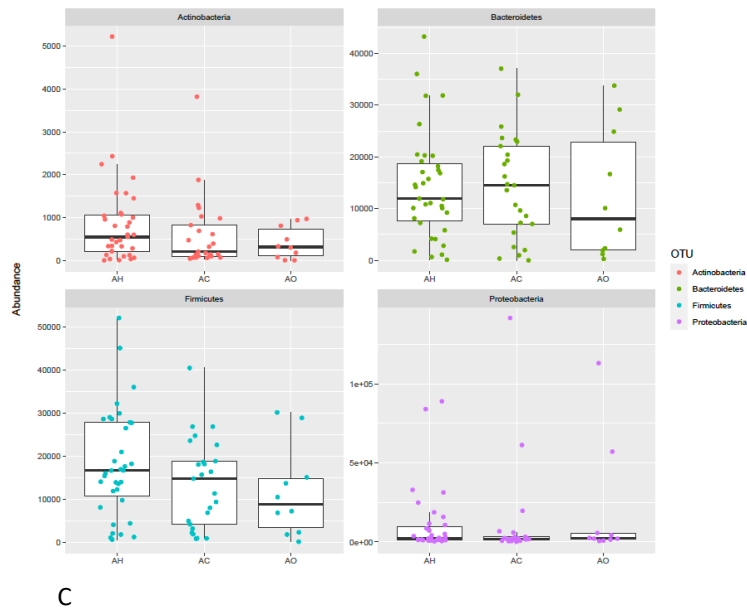 Actinobacteria
Bacteroidetes
5000
4000
3000
2000
1000
0
40000
30000
20000
10000
0
AH AC AO
AH AC AO
Abundance
Firmicutes
Proteobacteria
50000
40000
30000
20000
10000
0
1e+05
5e+04
0e+00
AH AC AO
AH AC AO
OTU
Actinobacteria
Bacteroidetes
Firmicutes
Proteobacteria
C